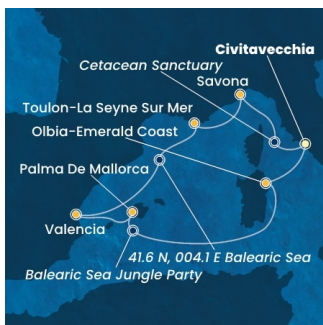 Civitavecchia
Cetacean Sanctuary
Savona
Toulon-La Seyne Sur Mer
Olbia-Emerald Coast
Palma De Mallorca
Valencia
41.6 N, 004.1 E Balearic Sea
Balearic Sea Jungle Party